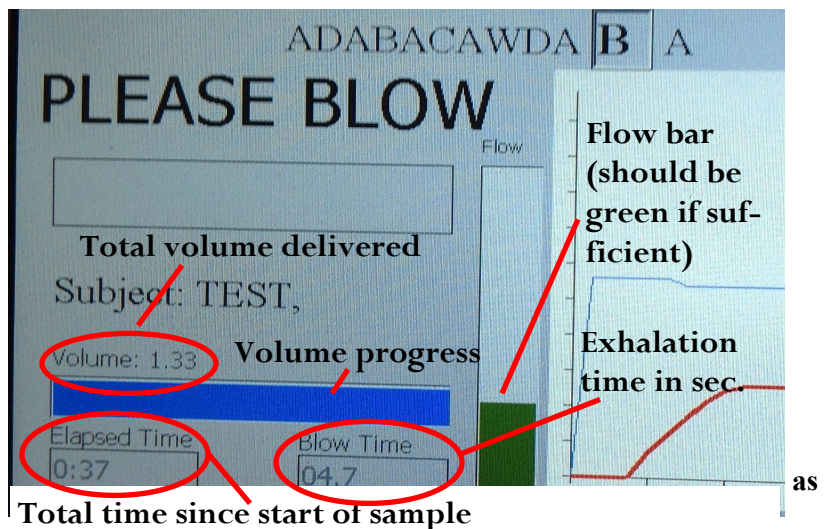 ADABACAWDA B A
PLEASE BLOW
Flow
Flow bar
(should be
green if suf-
ficient)
Total volume delivered
Subject: TEST,
Volume: 1.33
Volume progress
Exhalation
time in sec.
Elapsed Time
Blow Time
0:37
04.7
as
Total time since start of sample